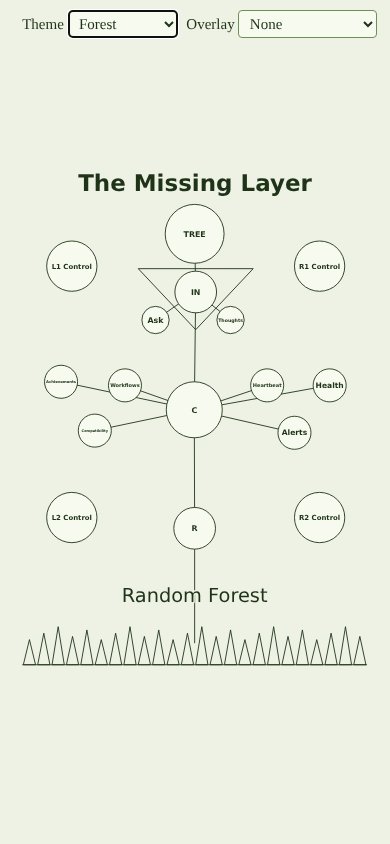 Theme Forest Overlay None
The Missing Layer
TREE
L1 Control
R1 Control
IN
Ask
Thoughts
Achievements
Workflows
Heartbeat
Health
C
Compatibility
Alerts
L2 Control
R2 Control
R
Random Forest